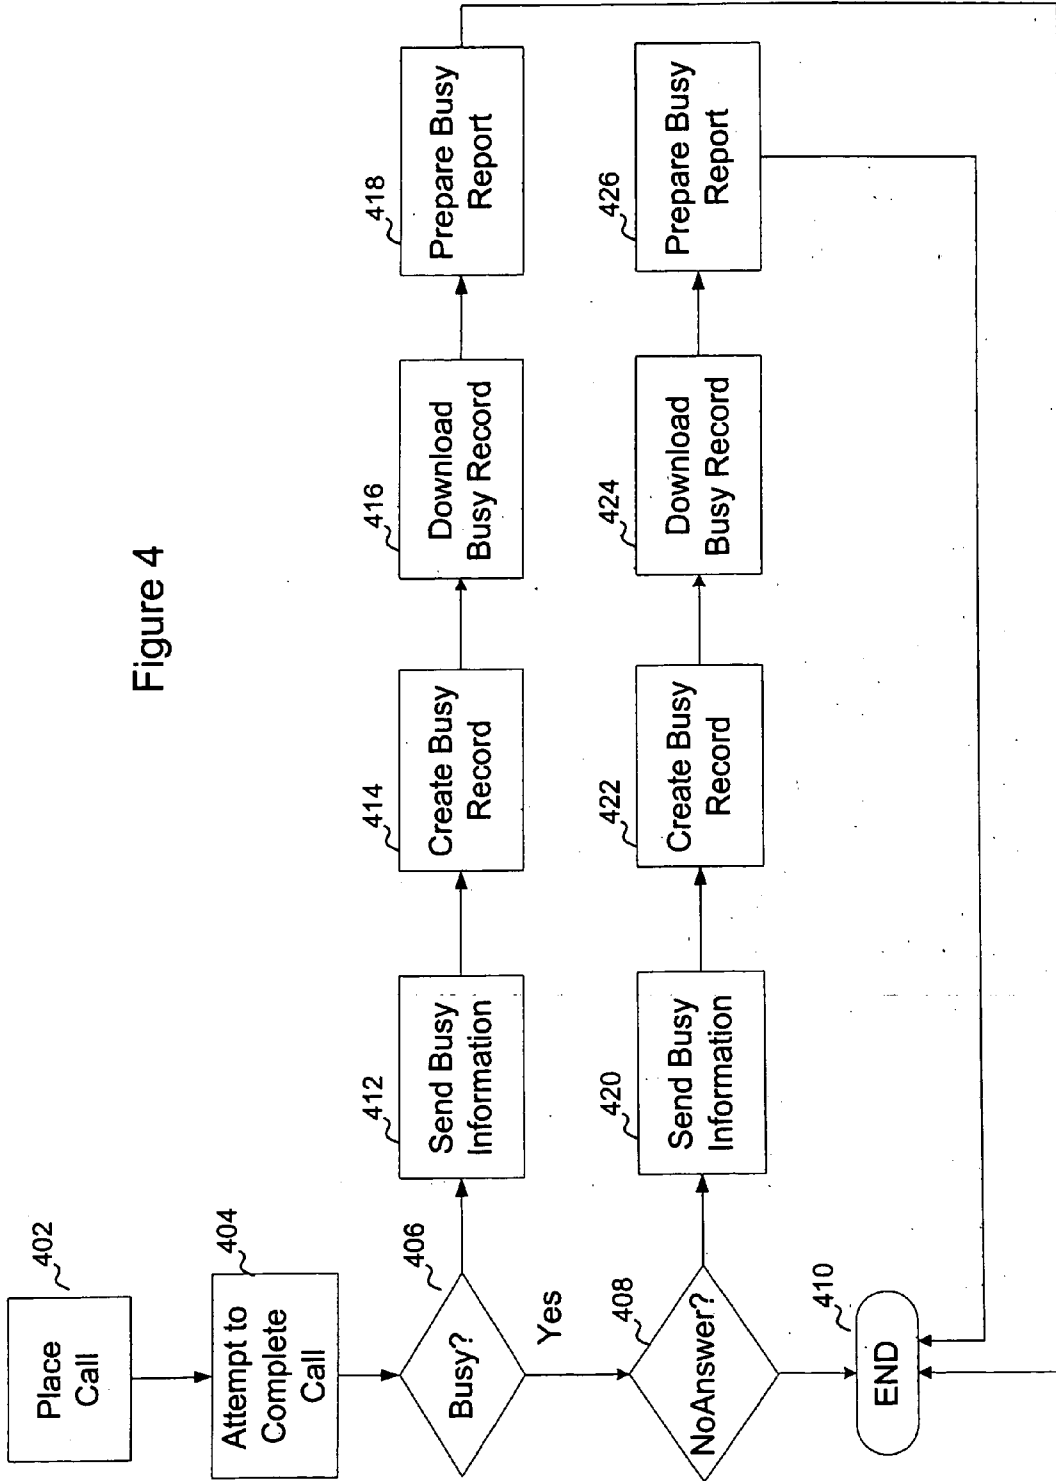 Figure 4
402
Place
Call
404
Attempt to
Complete
Call
406
Busy?
Yes
412
Send Busy
Information
414
Create Busy
Record
416
Download
Busy Record
418
Prepare Busy
Report
408
NoAnswer?
420
Send Busy
Information
422
Create Busy
Record
424
Download
Busy Record
426
Prepare Busy
Report
410
END